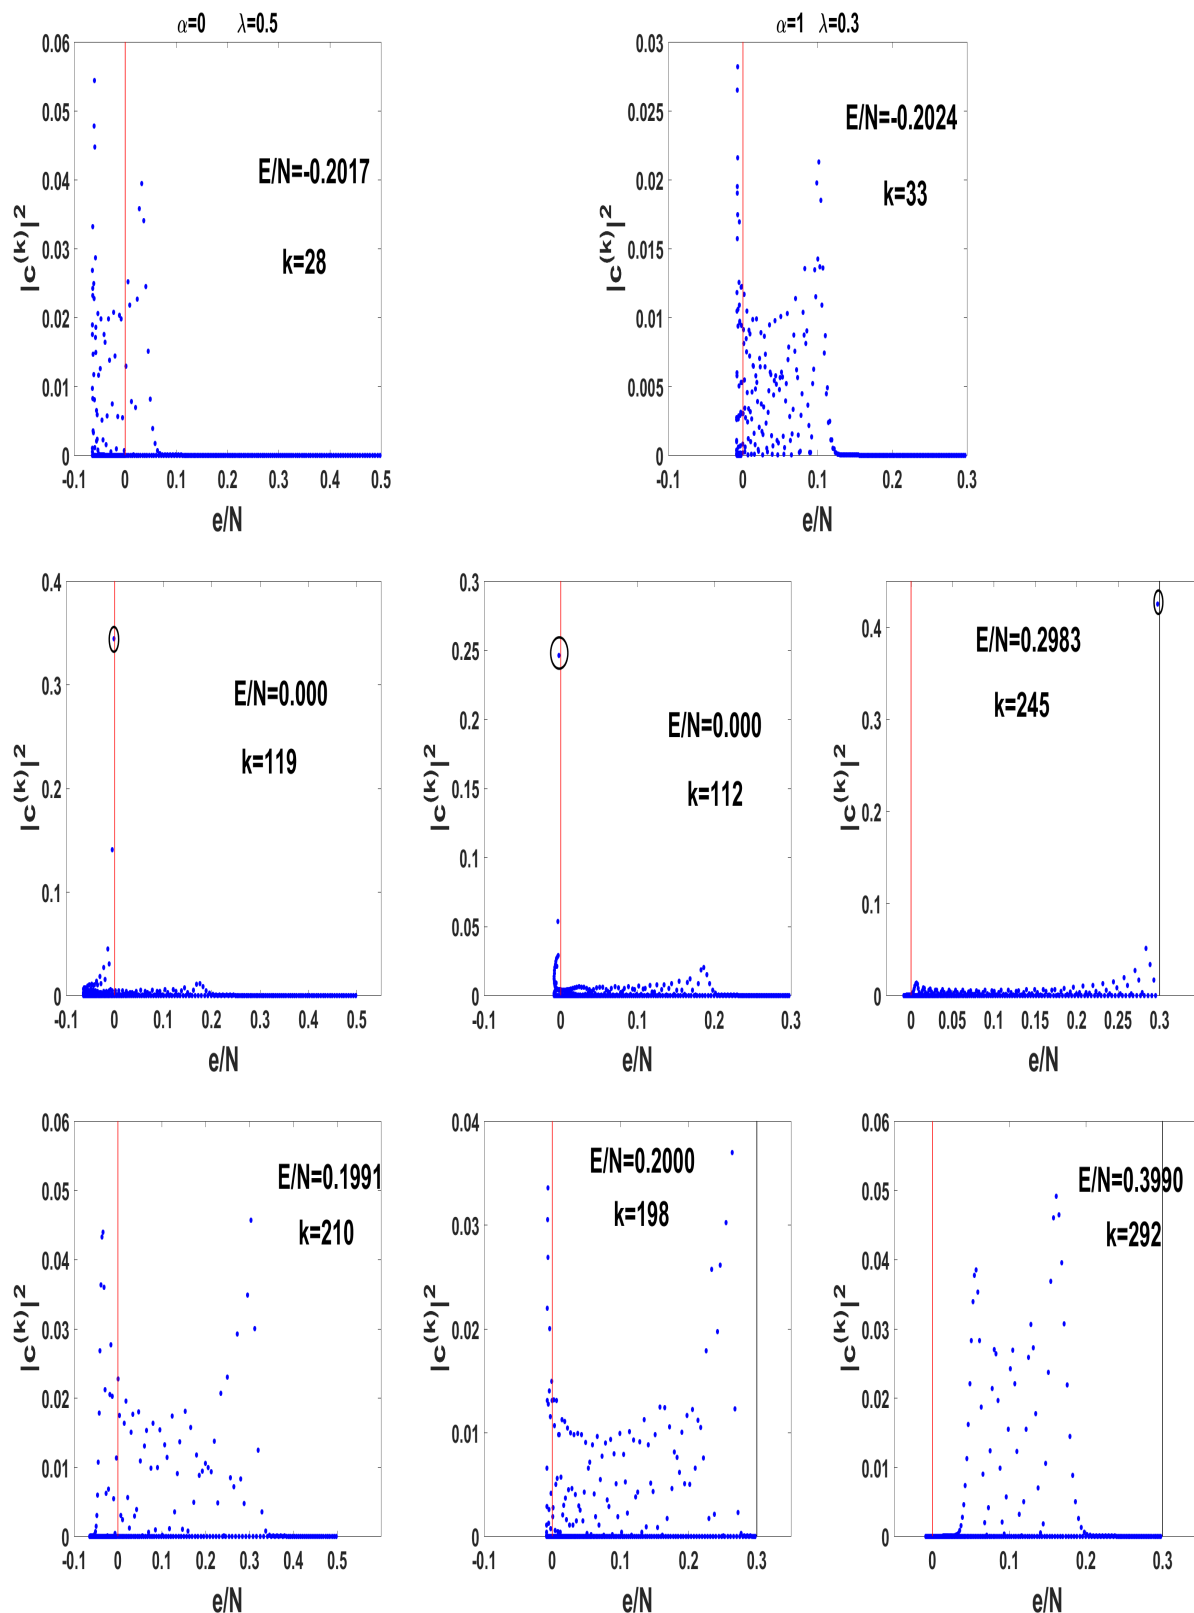 α=0 λ=0.5
α=1 λ=0.3
0.06
0.05
0.04
0.03
0.02
0.01
0
|c^(k)|^2
E/N=-0.2017
k=28
-0.1 0 0.1 0.2 0.3 0.4 0.5
e/N
0.03
0.025
0.02
0.015
0.01
0.005
0
|c^(k)|^2
E/N=-0.2024
k=33
-0.1 0 0.1 0.2 0.3
e/N
0.4
0.3
0.2
0.1
0
|c^(k)|^2
E/N=0.000
k=119
-0.1 0 0.1 0.2 0.3 0.4 0.5
e/N
0.3
0.25
0.2
0.15
0.1
0.05
0
|c^(k)|^2
E/N=0.000
k=112
-0.1 0 0.1 0.2 0.3
e/N
0.4
0.3
0.2
0.1
0
|c^(k)|^2
E/N=0.2983
k=245
0 0.05 0.1 0.15 0.2 0.25 0.3
e/N
0.06
0.05
0.04
0.03
0.02
0.01
0
|c^(k)|^2
E/N=0.1991
k=210
-0.1 0 0.1 0.2 0.3 0.4 0.5
e/N
0.04
0.03
0.02
0.01
0
|c^(k)|^2
E/N=0.2000
k=198
-0.1 0 0.1 0.2 0.3
e/N
0.06
0.05
0.04
0.03
0.02
0.01
0
|c^(k)|^2
E/N=0.3990
k=292
0 0.1 0.2 0.3
e/N